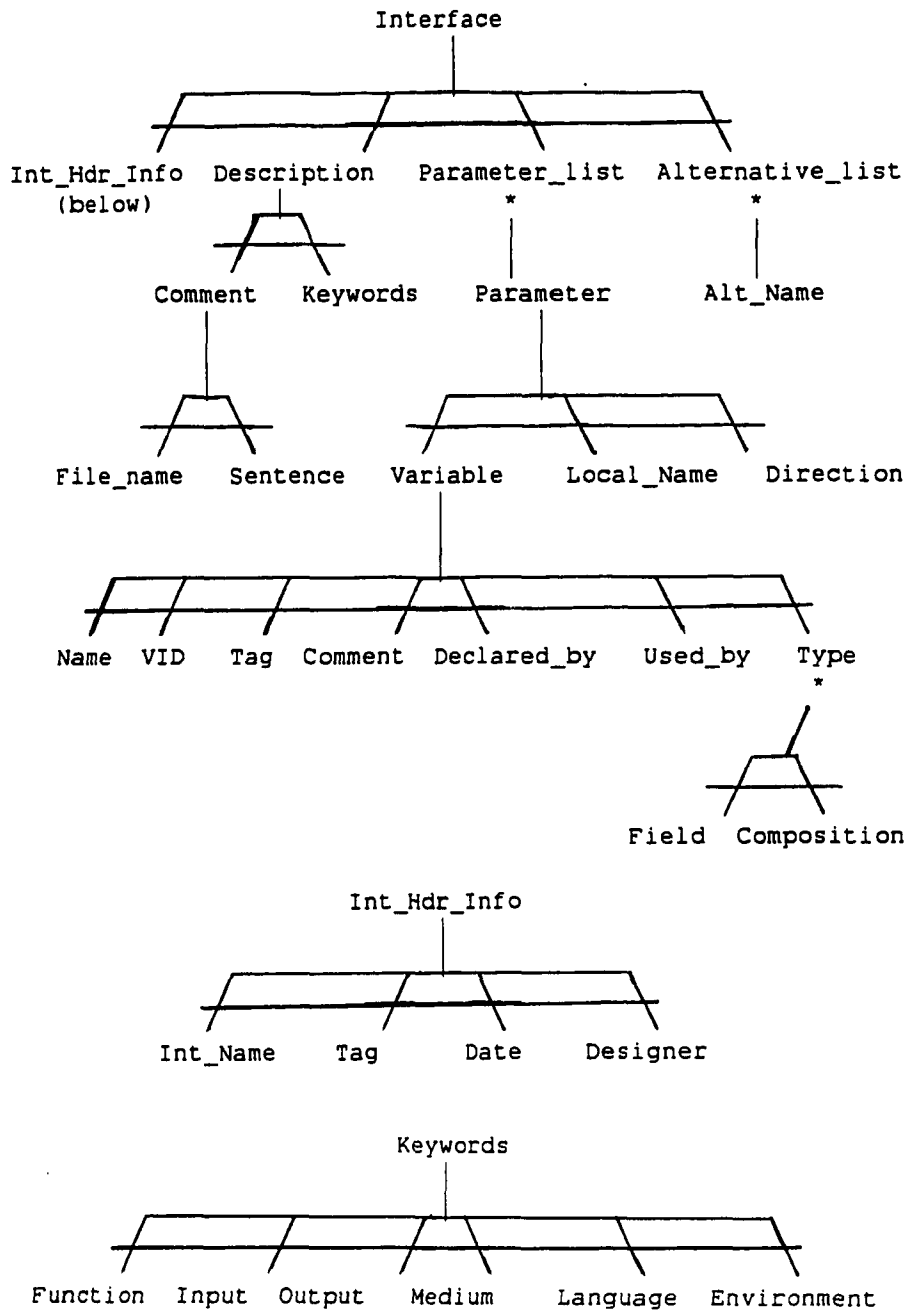 Interface
Int_Hdr_Info Description Parameter_list Alternative_list
(below) * *
Comment Keywords Parameter Alt_Name
File_name Sentence Variable Local_Name Direction
Name VID Tag Comment Declared_by Used_by Type
*
Field Composition
Int_Hdr_Info
Int_Name Tag Date Designer
Keywords
Function Input Output Medium Language Environment